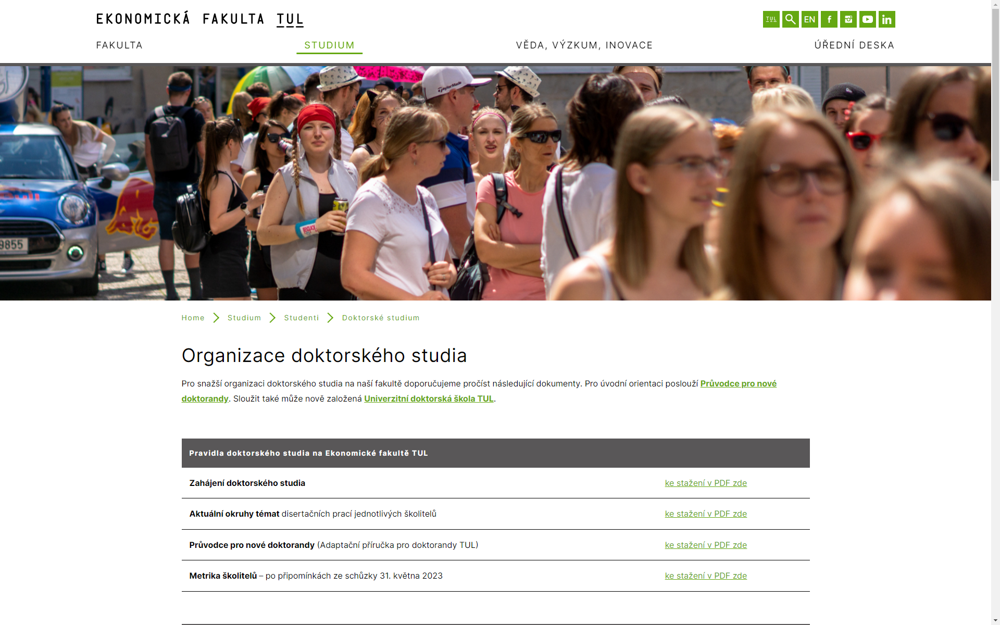 EKONOMICKÁ FAKULTA TUL
TUL
EN
FAKULTA
STUDIUM
VĚDA, VÝZKUM, INOVACE
ÚŘEDNÍ DESKA
TaylorMade
9855
Home
Studium
Studenti
Doktorské studium
Organizace doktorského studia
Pro snažší organizaci doktorského studia na naší fakultě doporučujeme pročíst následující dokumenty. Pro úvodní orientaci poslouží Průvodce pro nové
doktorandy. Sloužit také může nově založená Univerzitní doktorská škola TUL.
Pravidla doktorského studia na Ekonomické fakultě TUL
Zahájení doktorského studia ke stažení v PDF zde
Aktuální okruhy témat disertačních prací jednotlivých školitelů ke stažení v PDF zde
Průvodce pro nové doktorandy (Adaptační příručka pro doktorandy TUL) ke stažení v PDF zde
Metrika školitelů – po připomínkách ze schůzky 31. května 2023 ke stažení v PDF zde